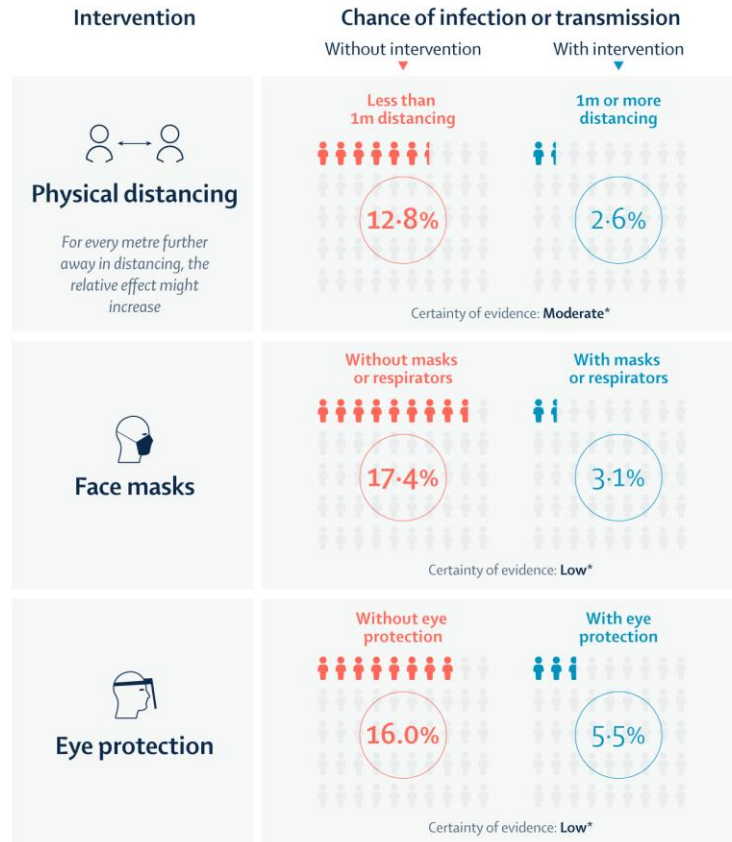 Intervention
Chance of infection or transmission
Without intervention
With intervention
Physical distancing
For every metre further
away in distancing, the
relative effect might
increase
Less than
1m distancing
12·8%
1m or more
distancing
2·6%
Certainty of evidence: Moderate*
Face masks
Without masks
or respirators
17·4%
With masks
or respirators
3·1%
Certainty of evidence: Low*
Eye protection
Without eye
protection
16.0%
With eye
protection
5·5%
Certainty of evidence: Low*